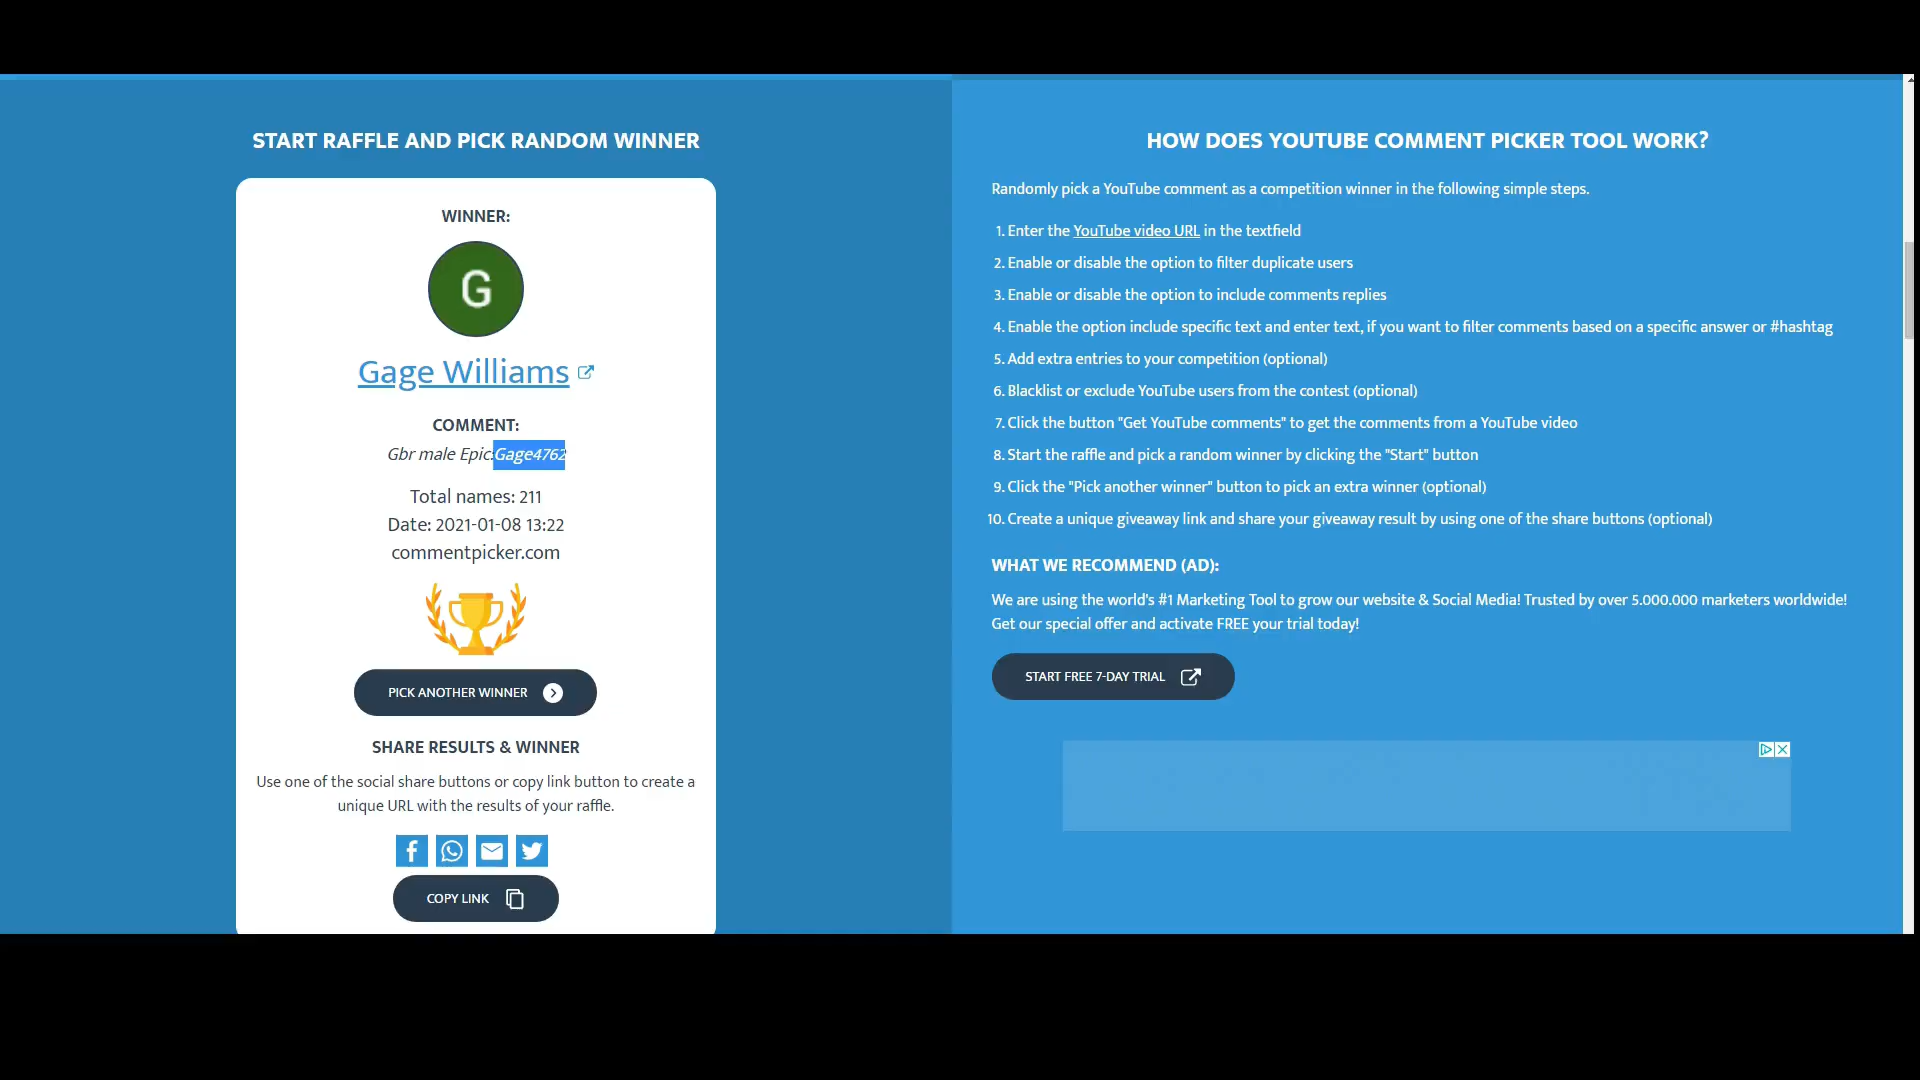 START RAFFLE AND PICK RANDOM WINNER
WINNER:
G
Gage Williams
COMMENT:
Gbr male Epic:Gage4762
Total names: 211
Date: 2021-01-08 13:22
commentpicker.com
PICK ANOTHER WINNER
SHARE RESULTS & WINNER
Use one of the social share buttons or copy link button to create a
unique URL with the results of your raffle.
COPY LINK
HOW DOES YOUTUBE COMMENT PICKER TOOL WORK?
Randomly pick a YouTube comment as a competition winner in the following simple steps.
1. Enter the YouTube video URL in the textfield
2. Enable or disable the option to filter duplicate users
3. Enable or disable the option to include comments replies
4. Enable the option include specific text and enter text, if you want to filter comments based on a specific answer or #hashtag
5. Add extra entries to your competition (optional)
6. Blacklist or exclude YouTube users from the contest (optional)
7. Click the button "Get YouTube comments" to get the comments from a YouTube video
8. Start the raffle and pick a random winner by clicking the "Start" button
9. Click the "Pick another winner" button to pick an extra winner (optional)
10. Create a unique giveaway link and share your giveaway result by using one of the share buttons (optional)
WHAT WE RECOMMEND (AD):
We are using the world's #1 Marketing Tool to grow our website & Social Media! Trusted by over 5.000.000 marketers worldwide!
Get our special offer and activate FREE your trial today!
START FREE 7-DAY TRIAL